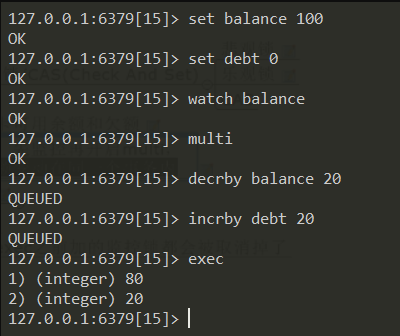 127.0.0.1:6379[15]> set balance 100
OK
127.0.0.1:6379[15]> set debt 0
OK
127.0.0.1:6379[15]> watch balance
OK
127.0.0.1:6379[15]> multi
OK
127.0.0.1:6379[15]> decrby balance 20
QUEUED
127.0.0.1:6379[15]> incrby debt 20
QUEUED
127.0.0.1:6379[15]> exec
1) (integer) 80
2) (integer) 20
127.0.0.1:6379[15]>